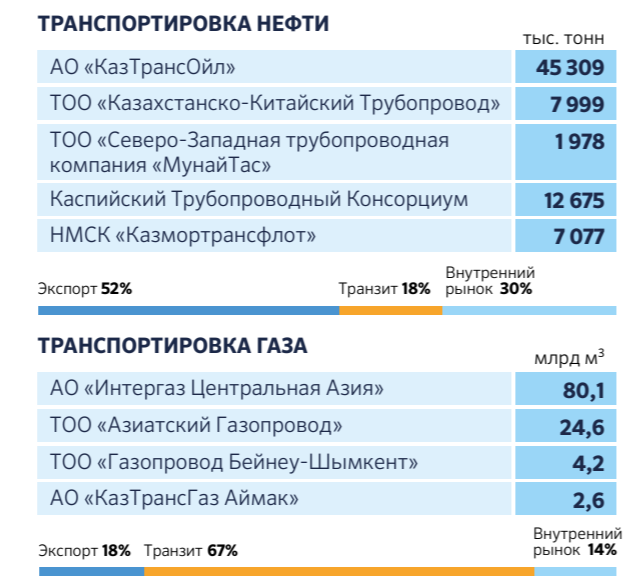 ТРАНСПОРТИРОВКА НЕФТИ
тыс. тонн
АО «КазТрансОйл» 45 309
ТОО «Казахстанско-Китайский Трубопровод» 7 999
ТОО «Северо-Западная трубопроводная 1 978
компания «МунайТас»
Каспийский Трубопроводный Консорциум 12 675
НМСК «Казмортрансфлот» 7 077
Экспорт 52% Транзит 18% Внутренний
рынок 30%
ТРАНСПОРТИРОВКА ГАЗА
млрд м³
АО «Интергаз Центральная Азия» 80,1
ТОО «Азиатский Газопровод» 24,6
ТОО «Газопровод Бейнеу-Шымкент» 4,2
АО «КазТрансГаз Аймак» 2,6
Экспорт 18% Транзит 67% Внутренний
рынок 14%